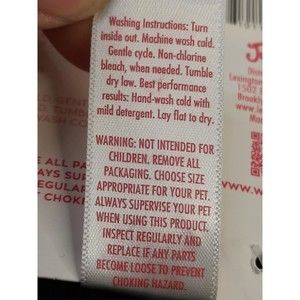 Washing Instructions: Turn
inside out. Machine wash cold.
Gentle cycle. Non-chlorine
bleach, when needed. Tumble
dry low. Best performance
results: Hand-wash cold with
mild detergent. Lay flat to dry.
WARNING: NOT INTENDED FOR
CHILDREN. REMOVE ALL
PACKAGING. CHOOSE SIZE
APPROPRIATE FOR YOUR PET.
ALWAYS SUPERVISE YOUR PET
WHEN USING THIS PRODUCT.
INSPECT REGULARLY AND
REPLACE IF ANY PARTS
BECOME LOOSE TO PREVENT
CHOKING HAZARD.